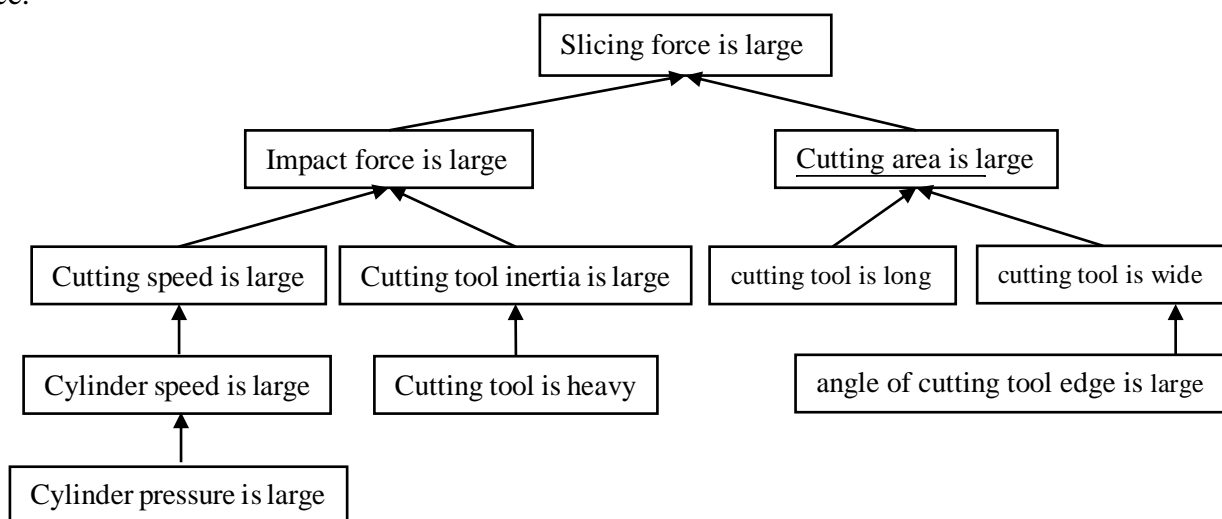 Slicing force is large
Impact force is large
Cutting area is large
Cutting speed is large
Cutting tool inertia is large
cutting tool is long
cutting tool is wide
Cylinder speed is large
Cutting tool is heavy
angle of cutting tool edge is large
Cylinder pressure is large